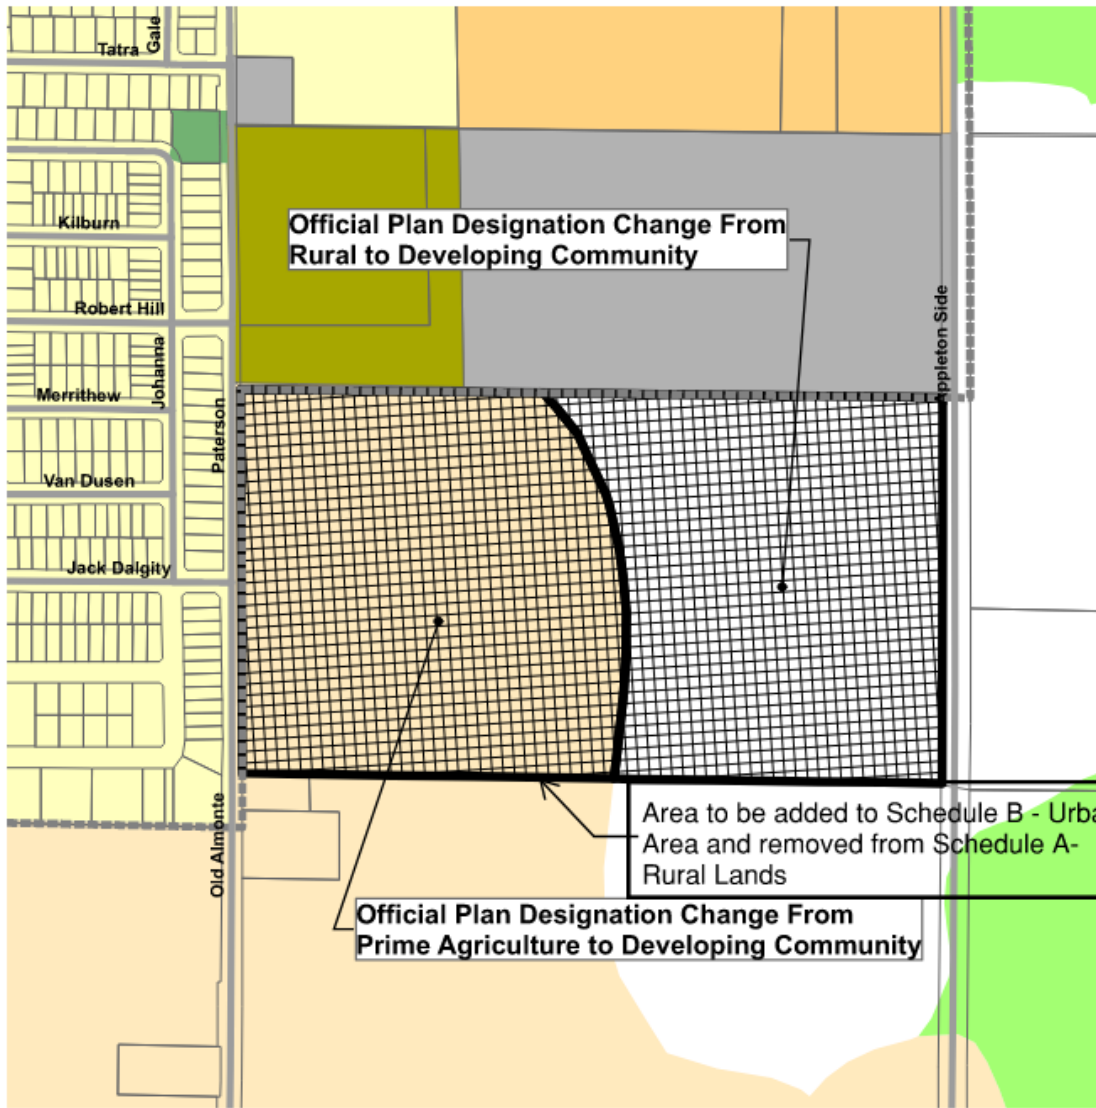 Gale
Tatra
Kilburn
Official Plan Designation Change From
Rural to Developing Community
Robert Hill
Johanna
Appleton Side
Merrithew
Paterson
Van Dusen
Jack Dalgity
Area to be added to Schedule B - Urba
Area and removed from Schedule A-
Rural Lands
Old Almonte
Official Plan Designation Change From
Prime Agriculture to Developing Community